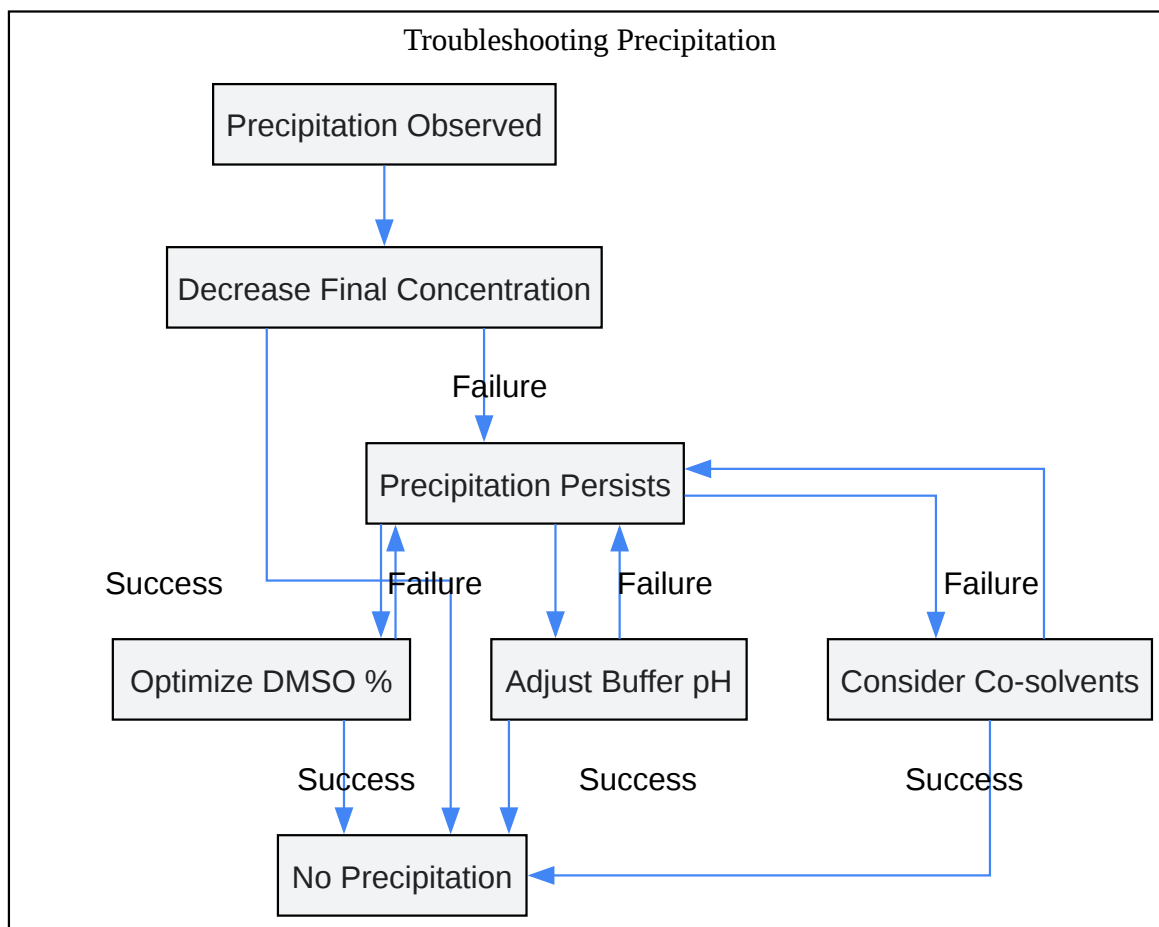 Troubleshooting Precipitation
Precipitation Observed
Decrease Final Concentration
Failure
Precipitation Persists
Success
Failure
Failure
Failure
Optimize DMSO %
Adjust Buffer pH
Consider Co-solvents
Success
Success
Success
No Precipitation